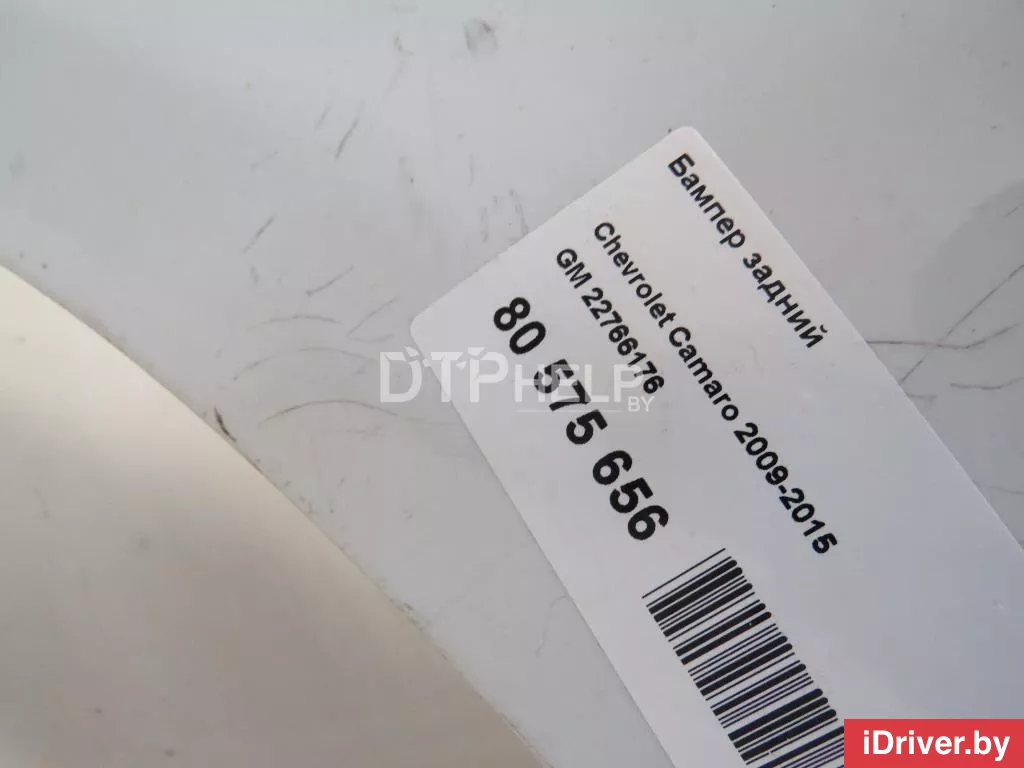 Бампер задний
Chevrolet Camaro 2009-2015
GM 22766176
80 575 656
DTPHELP
BY
iDriver.by